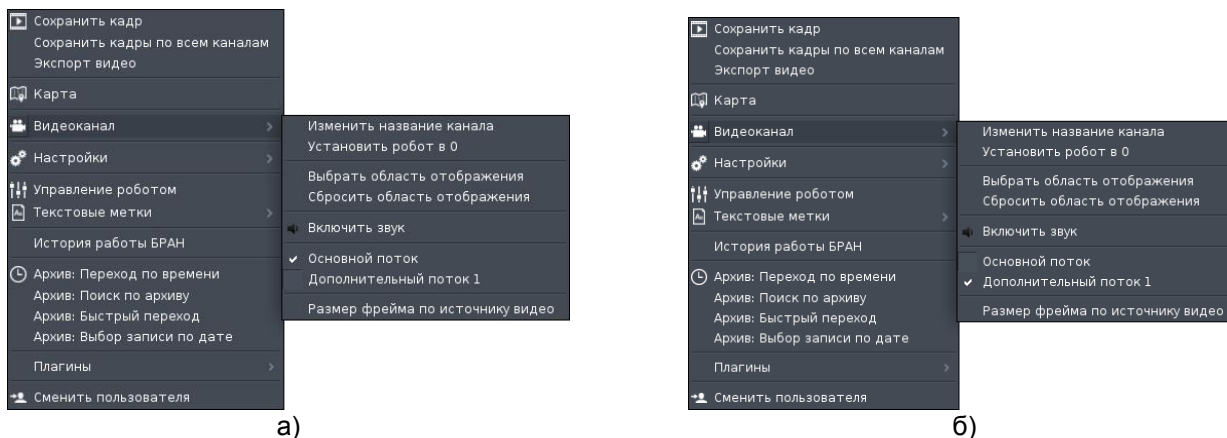 Сохранить кадр
Сохранить кадры по всем каналам
Экспорт видео
Карта
Видеоканал
Настройки
Управление роботом
Текстовые метки
История работы БРАН
Архив: Переход по времени
Архив: Поиск по архиву
Архив: Быстрый переход
Архив: Выбор записи по дате
Плагины
Сменить пользователя
Изменить название канала
Установить робот в 0
Выбрать область отображения
Сбросить область отображения
Включить звук
Основной поток
Дополнительный поток 1
Размер фрейма по источнику видео
а)
Сохранить кадр
Сохранить кадры по всем каналам
Экспорт видео
Карта
Видеоканал
Настройки
Управление роботом
Текстовые метки
История работы БРАН
Архив: Переход по времени
Архив: Поиск по архиву
Архив: Быстрый переход
Архив: Выбор записи по дате
Плагины
Сменить пользователя
Изменить название канала
Установить робот в 0
Выбрать область отображения
Сбросить область отображения
Включить звук
Основной поток
Дополнительный поток 1
Размер фрейма по источнику видео
б)